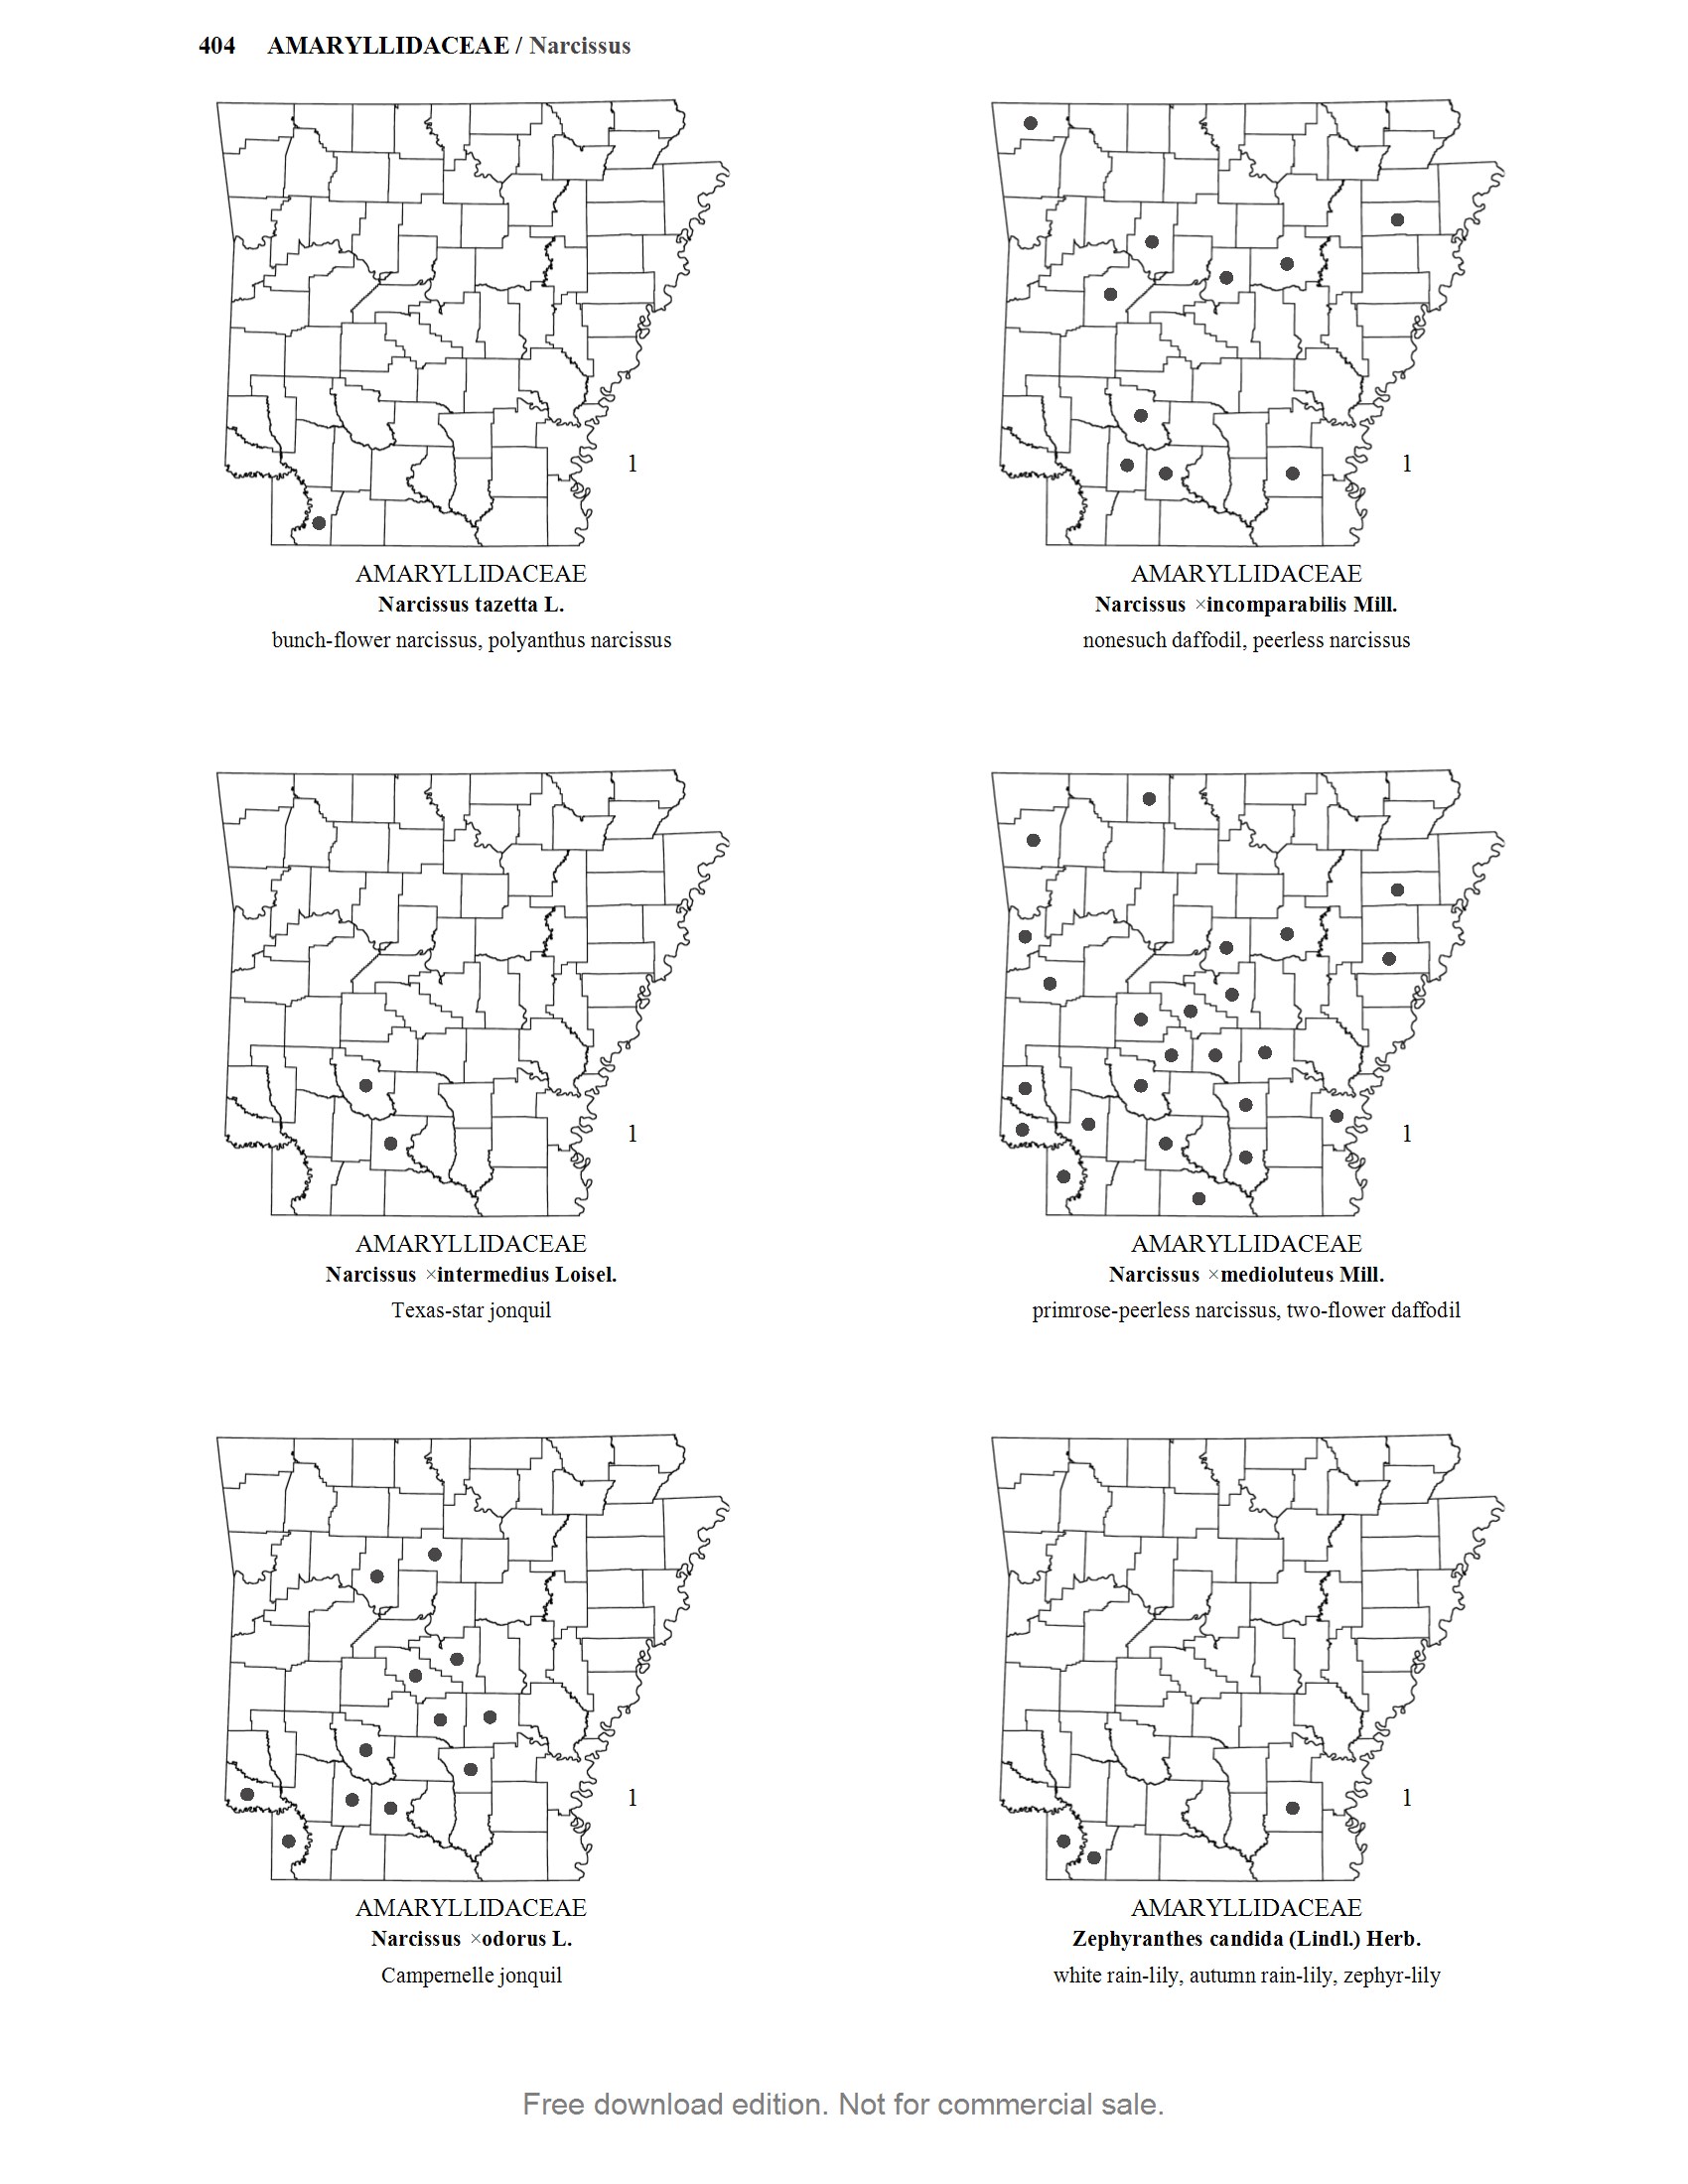 404 AMARYLLIDACEAE / Narcissus
1
AMARYLLIDACEAE
Narcissus tazetta L.
bunch-flower narcissus, polyanthus narcissus
1
AMARYLLIDACEAE
Narcissus ×incomparabilis Mill.
nonesuch daffodil, peerless narcissus
1
AMARYLLIDACEAE
Narcissus ×intermedius Loisel.
Texas-star jonquil
1
AMARYLLIDACEAE
Narcissus ×medioluteus Mill.
primrose-peerless narcissus, two-flower daffodil
1
AMARYLLIDACEAE
Narcissus ×odorus L.
Campernelle jonquil
1
AMARYLLIDACEAE
Zephyranthes candida (Lindl.) Herb.
white rain-lily, autumn rain-lily, zephyr-lily
Free download edition. Not for commercial sale.